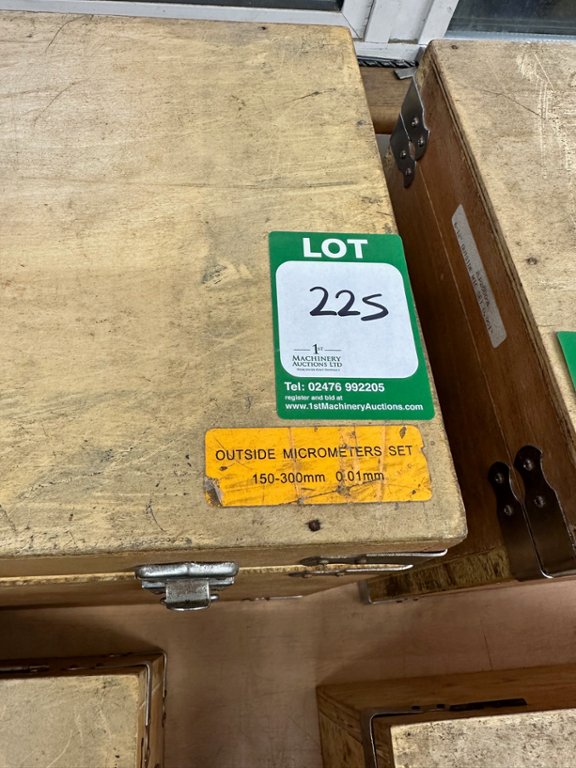 LOT
225
1ST
MACHINERY
AUCTIONS LTD
Tel: 02476 992205
register and bid at
www.1stMachineryAuctions.com
OUTSIDE MICROMETERS SET
150-300mm 0.01mm